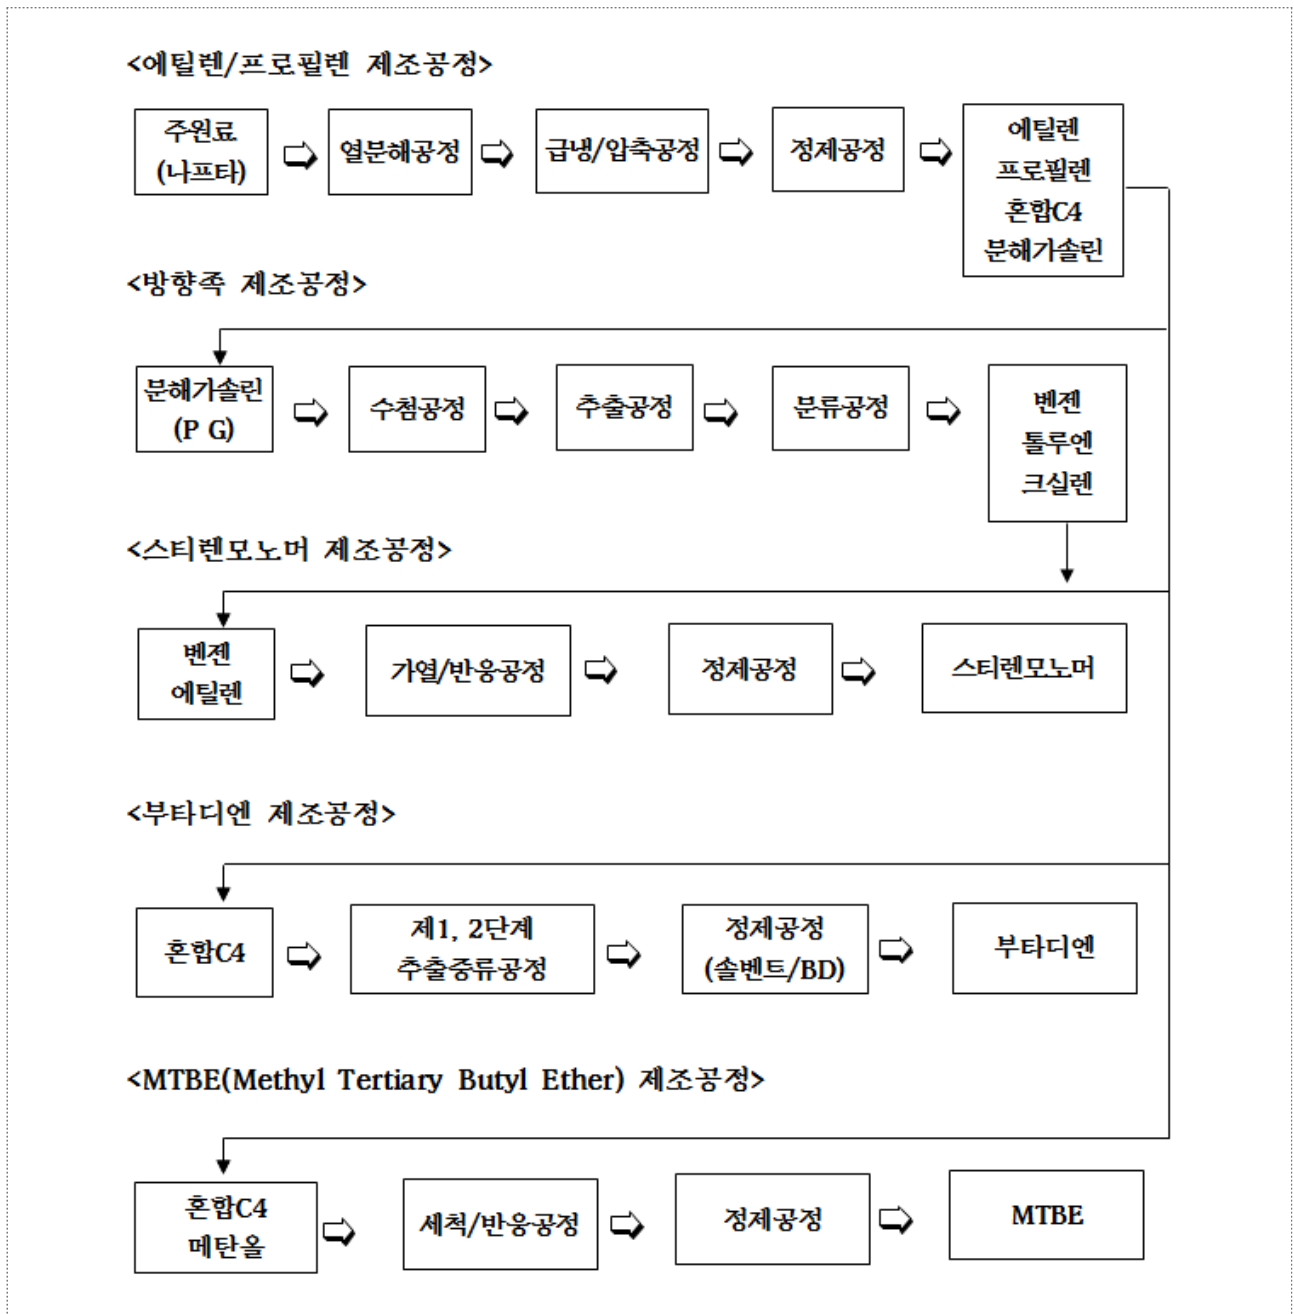 <에틸렌/프로필렌 제조공정>
주원료
(나프타)
열분해공정
급냉/압축공정
정제공정
에틸렌
프로필렌
혼합C4
분해가솔린
<방향족 제조공정>
분해가솔린
(P G)
수첨공정
추출공정
분류공정
벤젠
톨루엔
크실렌
<스티렌모노머 제조공정>
벤젠
에틸렌
가열/반응공정
정제공정
스티렌모노머
<부타디엔 제조공정>
혼합C4
제1, 2단계
추출중류공정
정제공정
(솔벤트/BD)
부타디엔
<MTBE(Methyl Tertiary Butyl Ether) 제조공정>
혼합C4
메탄올
세척/반응공정
정제공정
MTBE